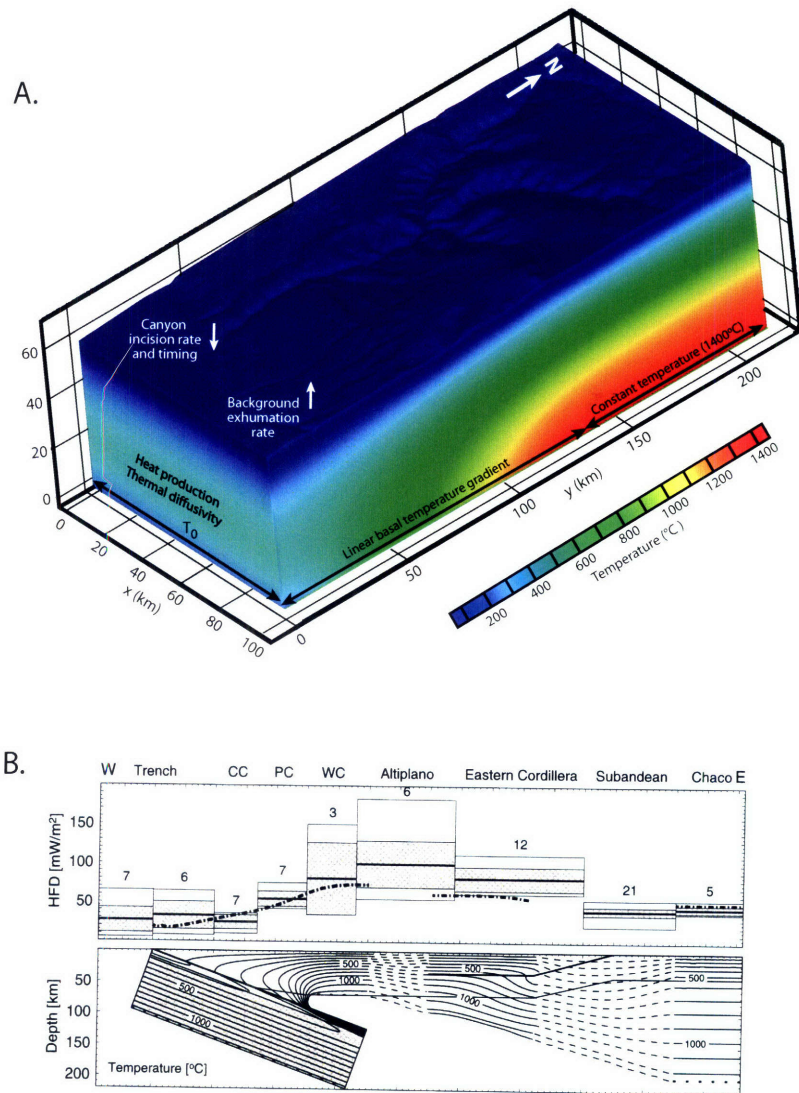 A.
N
Canyon
incision rate
and timing
Background
exhumation
rate
Heat production
Thermal diffusivity
T0
Linear basal temperature gradient
Constant temperature (1400ºC)
60
40
20
0
0
20
40
60
80
100
x (km)
0
50
100
150
200
y (km)
200
400
600
800
1000
1200
1400
Temperature (°C)
B.
W Trench CC PC WC Altiplano Eastern Cordillera Subandean Chaco E
HFD [mW/m²]
150
100
50
7
6
7
7
3
6
12
21
5
Depth [km]
50
100
150
200
500
1000
500
1000
500
1000
500
1000
Temperature [°C]